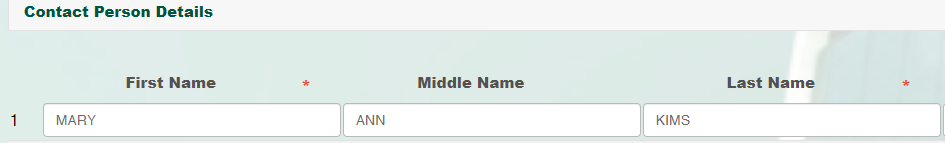 Contact Person Details
First Name * Middle Name Last Name *
1 MARY ANN KIMS